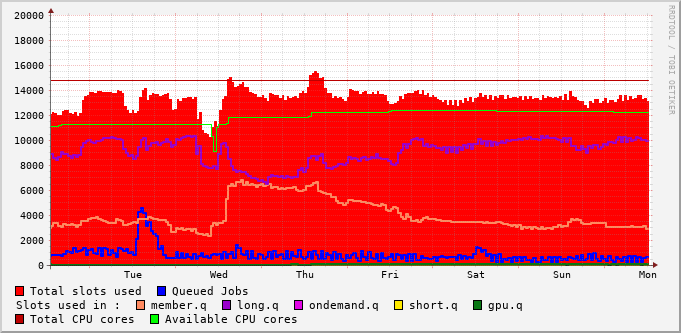 20000
18000
16000
14000
12000
10000
8000
6000
4000
2000
0
Tue Wed Thu Fri Sat Sun Mon
RRDTOOL / TOBI OETIKER
Total slots used Queued Jobs
Slots used in : member.q long.q ondemand.q short.q gpu.q
Total CPU cores Available CPU cores